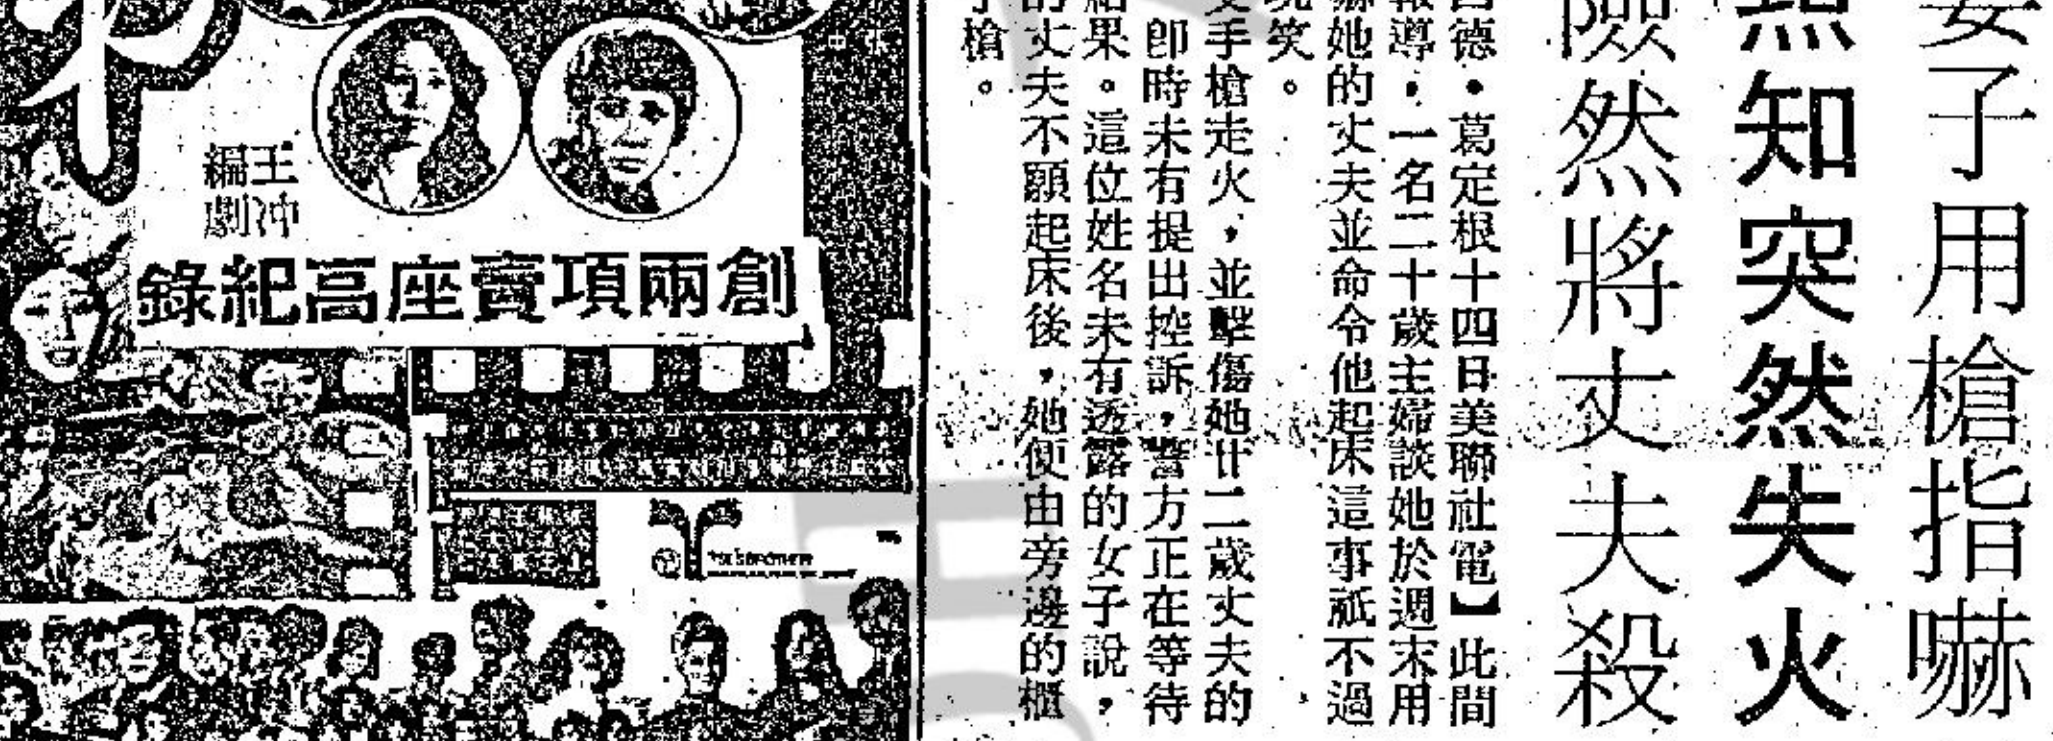 妻子用槍指嚇
知突然失火
險然將丈夫殺
德・葛定根十四日美聯社電】此間
報導,一名二十歲主婦談她於週末用
嚇她的丈夫並命令他起床這事祇不過
笑。
手槍走火,並擊傷她廿二歲丈夫的
即時未有提出控訴,警方正在等待
結果。這位姓名未有透露的女子說,
的丈夫不願起床後,她便由旁邊的櫃
槍。
王冲
編劇
創兩項賣座高紀錄